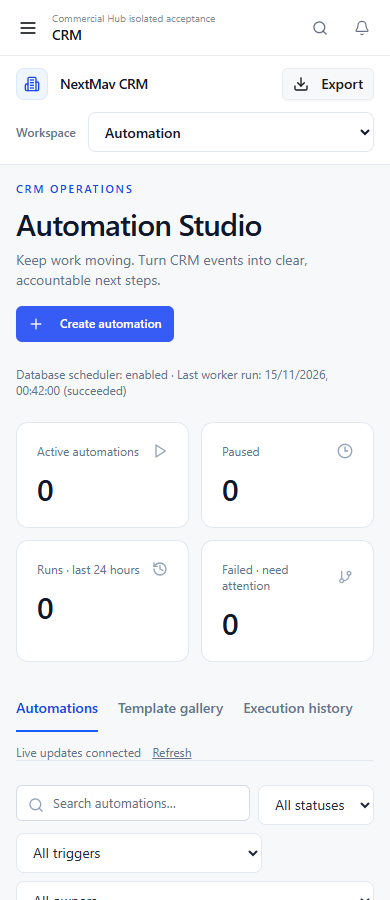 Commercial Hub isolated acceptance
CRM
NextMav CRM
Export
Workspace
Automation
CRM OPERATIONS
Automation Studio
Keep work moving. Turn CRM events into clear,
accountable next steps.
Create automation
Database scheduler: enabled · Last worker run: 15/11/2026,
00:42:00 (succeeded)
Active automations
0
Paused
0
Runs · last 24 hours
0
Failed · need
attention
0
Automations
Template gallery
Execution history
Live updates connected
Refresh
Search automations...
All statuses
All triggers
All owners